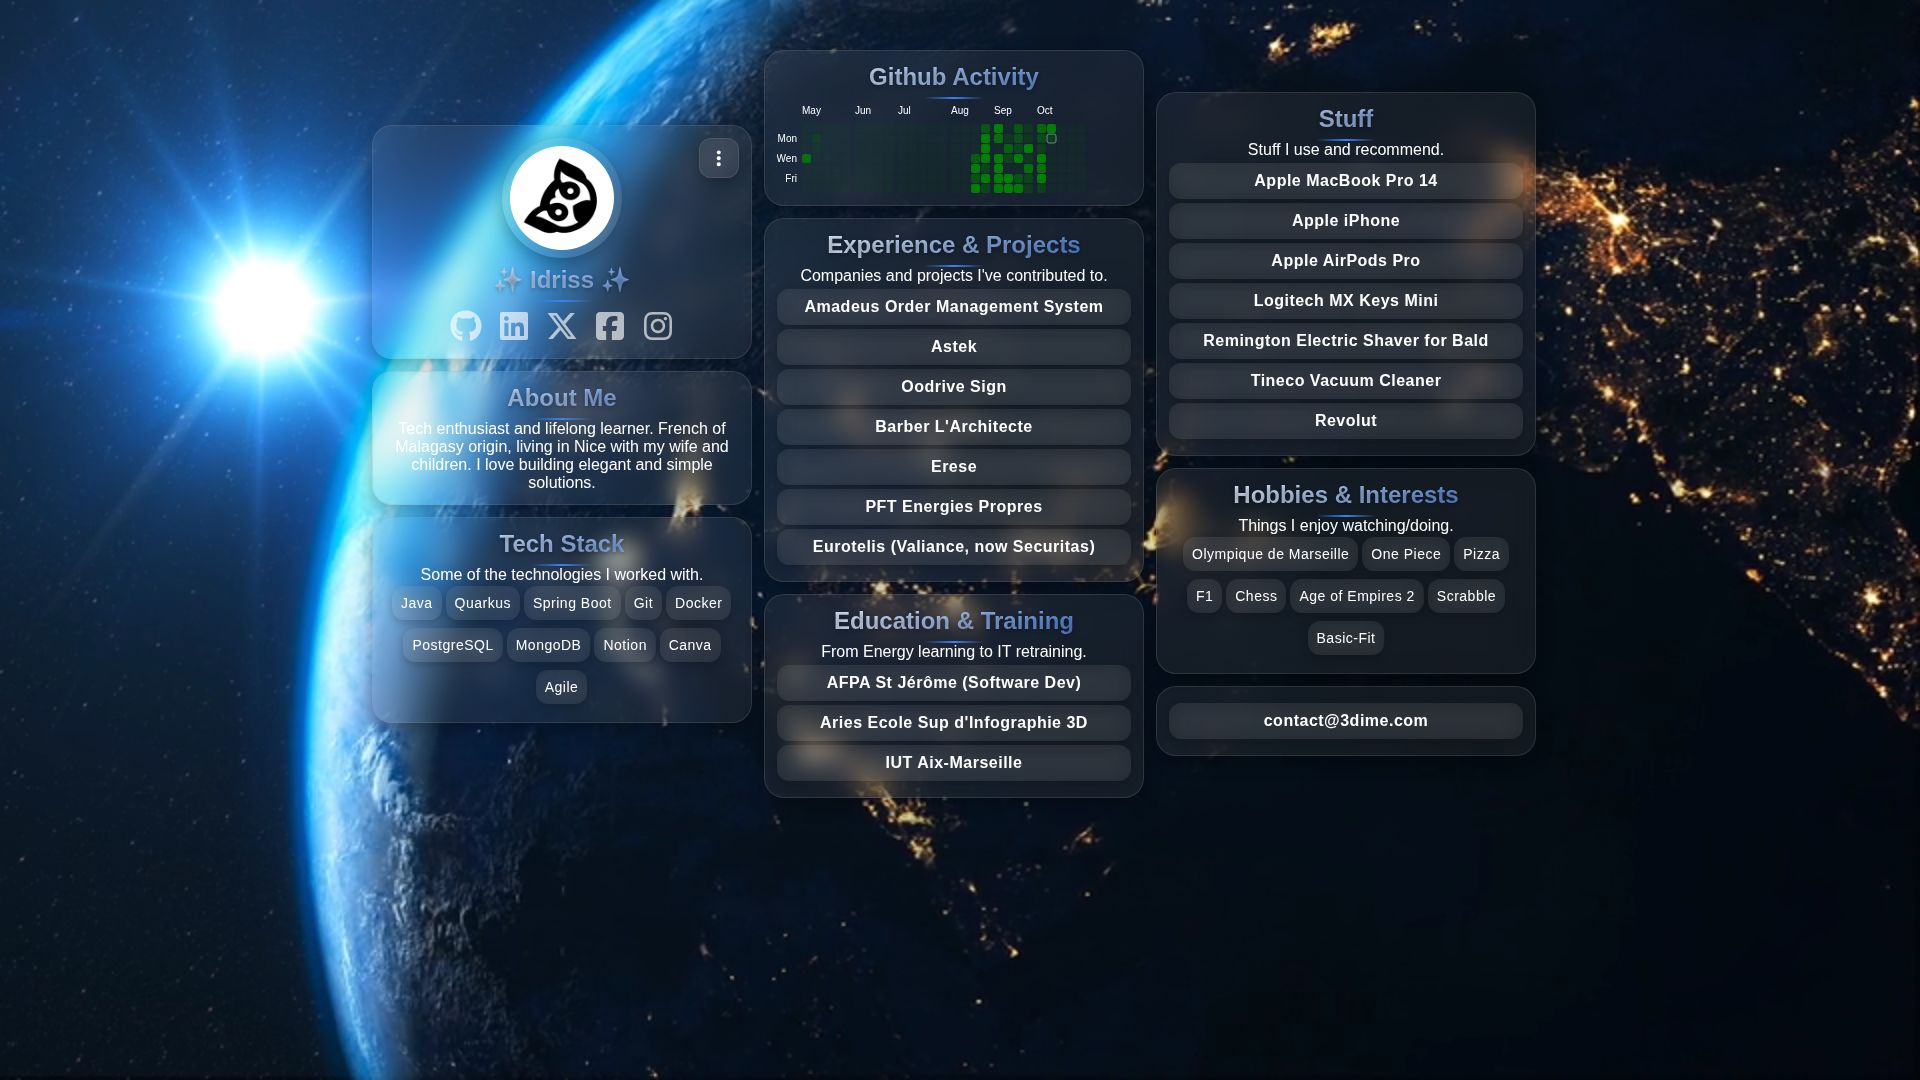 ✨ Idriss ✨
About Me
Tech enthusiast and lifelong learner. French of
Malagasy origin, living in Nice with my wife and
children. I love building elegant and simple
solutions.
Tech Stack
Some of the technologies I worked with.
Java Quarkus Spring Boot Git Docker
PostgreSQL MongoDB Notion Canva
Agile
Github Activity
May Jun Jul Aug Sep Oct
Mon
Wen
Fri
Experience & Projects
Companies and projects I've contributed to.
Amadeus Order Management System
Astek
Oodrive Sign
Barber L'Architecte
Erese
PFT Energies Propres
Eurotelis (Valiance, now Securitas)
Education & Training
From Energy learning to IT retraining.
AFPA St Jérôme (Software Dev)
Aries Ecole Sup d'Infographie 3D
IUT Aix-Marseille
Stuff
Stuff I use and recommend.
Apple MacBook Pro 14
Apple iPhone
Apple AirPods Pro
Logitech MX Keys Mini
Remington Electric Shaver for Bald
Tineco Vacuum Cleaner
Revolut
Hobbies & Interests
Things I enjoy watching/doing.
Olympique de Marseille One Piece Pizza
F1 Chess Age of Empires 2 Scrabble
Basic-Fit
contact@3dime.com